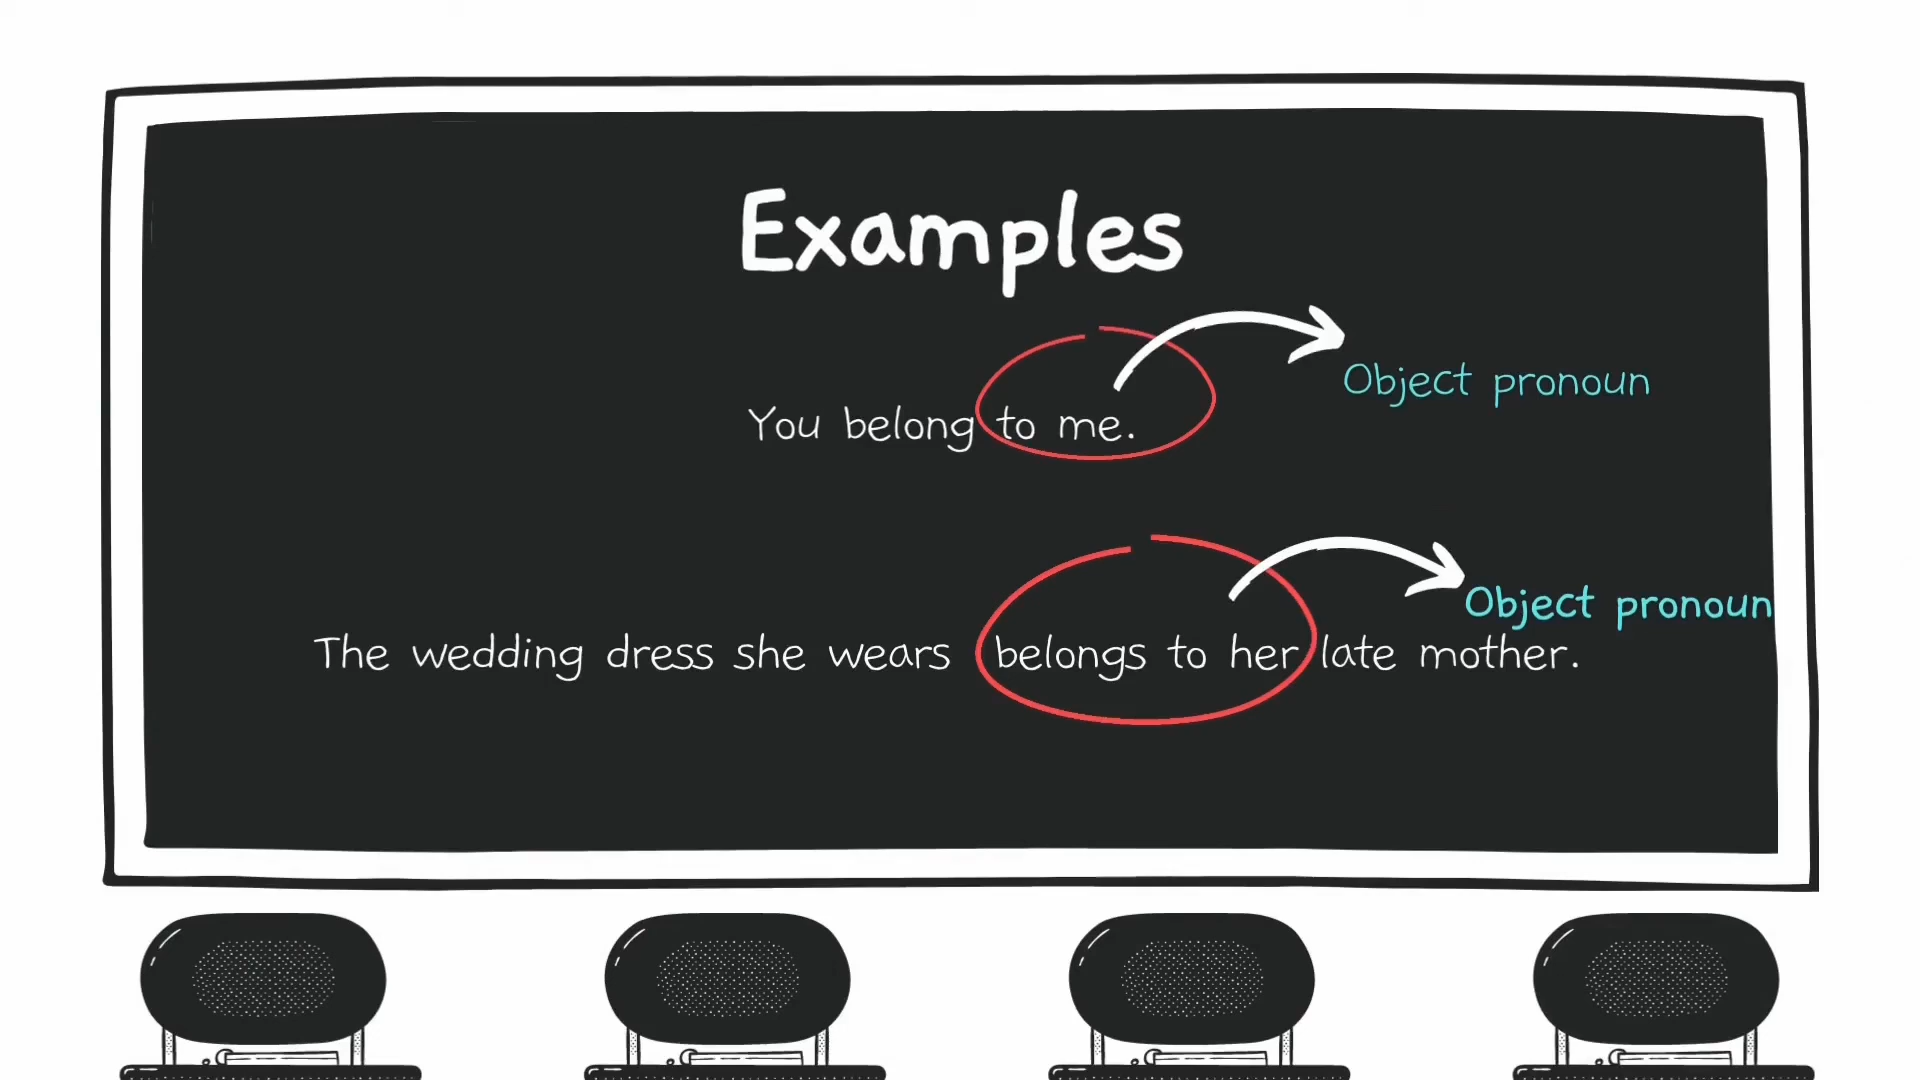 Examples
Object pronoun
You belong to me.
Object pronoun
The wedding dress she wears belongs to her late mother.